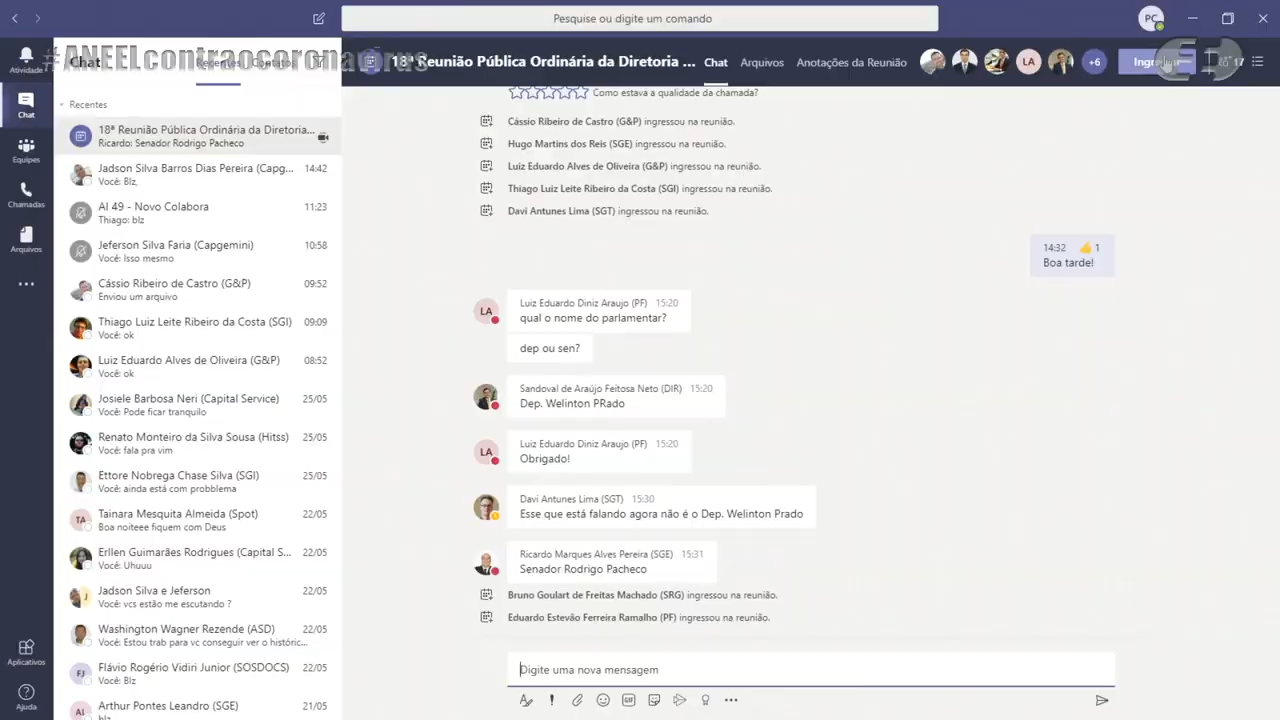 Pesquise ou digite um comando
PC
#ANEELcontraocoronavirus
Atividade
Chat
Recentes
Contatos
18ª Reunião Pública Ordinária da Diretoria ...
Chat
Arquivos
Anotações da Reunião
LA
+6
17
Chat
Equipes
Chamadas
Arquivos
Aplicativos
Ajuda
Recentes
18ª Reunião Pública Ordinária da Diretoria...
Ricardo: Senador Rodrigo Pacheco
Jadson Silva Barros Dias Pereira (Capg... 14:42
Você: Blz,
AI 49 - Novo Colabora 11:23
Thiago: blz
Jeferson Silva Faria (Capgemini) 10:58
Você: Isso mesmo
Cássio Ribeiro de Castro (G&P) 09:52
Enviou um arquivo
Thiago Luiz Leite Ribeiro da Costa (SGI) 09:09
Você: ok
Luiz Eduardo Alves de Oliveira (G&P) 08:52
Você: ok
Josiele Barbosa Neri (Capital Service) 25/05
Você: Pode ficar tranquilo
Renato Monteiro da Silva Sousa (Hitss) 25/05
Você: fala pra vim
Ettore Nobrega Chase Silva (SGI) 25/05
Você: ainda está com probblema
TA
Tainara Mesquita Almeida (Spot) 22/05
Boa noiteee fiquem com Deus
Erllen Guimarães Rodrigues (Capital S... 22/05
Você: Uhuuu
J
Jadson Silva e Jeferson 22/05
Você: vcs estão me escutando ?
Washington Wagner Rezende (ASD) 22/05
Você: Estou trab para vc conseguir ver o históric...
FJ
Flávio Rogério Vidiri Junior (SOSDOCS) 22/05
Você: Blz
AL
Arthur Pontes Leandro (SGE) 21/05
blz
Como estava a qualidade da chamada?
Cássio Ribeiro de Castro (G&P) ingressou na reunião.
Hugo Martins dos Reis (SGE) ingressou na reunião.
Luiz Eduardo Alves de Oliveira (G&P) ingressou na reunião.
Thiago Luiz Leite Ribeiro da Costa (SGI) ingressou na reunião.
Davi Antunes Lima (SGT) ingressou na reunião.
14:32 👍 1
Boa tarde!
LA
Luiz Eduardo Diniz Araujo (PF) 15:20
qual o nome do parlamentar?
dep ou sen?
Sandoval de Araújo Feitosa Neto (DIR) 15:20
Dep. Welinton PRado
LA
Luiz Eduardo Diniz Araujo (PF) 15:20
Obrigado!
Davi Antunes Lima (SGT) 15:30
Esse que está falando agora não é o Dep. Welinton Prado
Ricardo Marques Alves Pereira (SGE) 15:31
Senador Rodrigo Pacheco
Bruno Goulart de Freitas Machado (SRG) ingressou na reunião.
Eduardo Estevão Ferreira Ramalho (PF) ingressou na reunião.
Digite uma nova mensagem
GIF